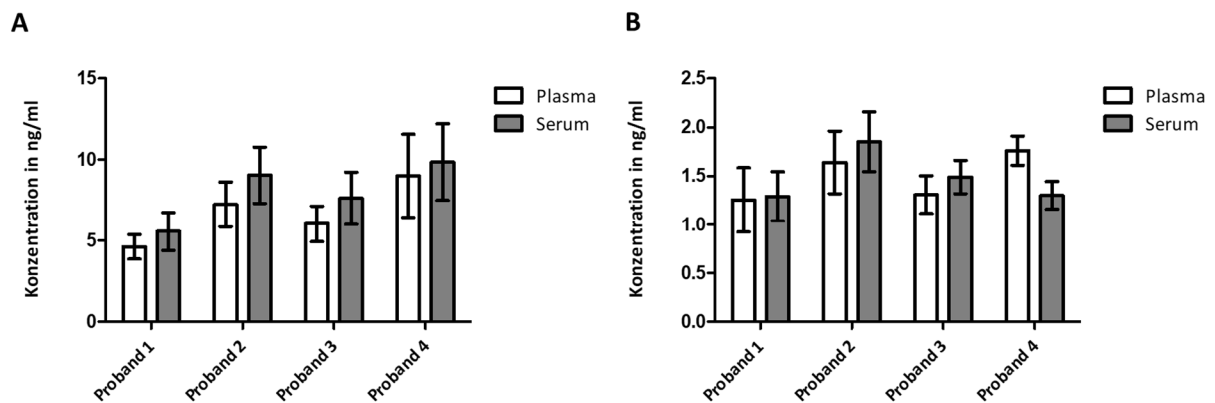 A
Konzentration in ng/ml
15
10
5
0
Proband 1
Proband 2
Proband 3
Proband 4
Plasma
Serum
B
Konzentration in ng/ml
2.5
2.0
1.5
1.0
0.5
0.0
Proband 1
Proband 2
Proband 3
Proband 4
Plasma
Serum